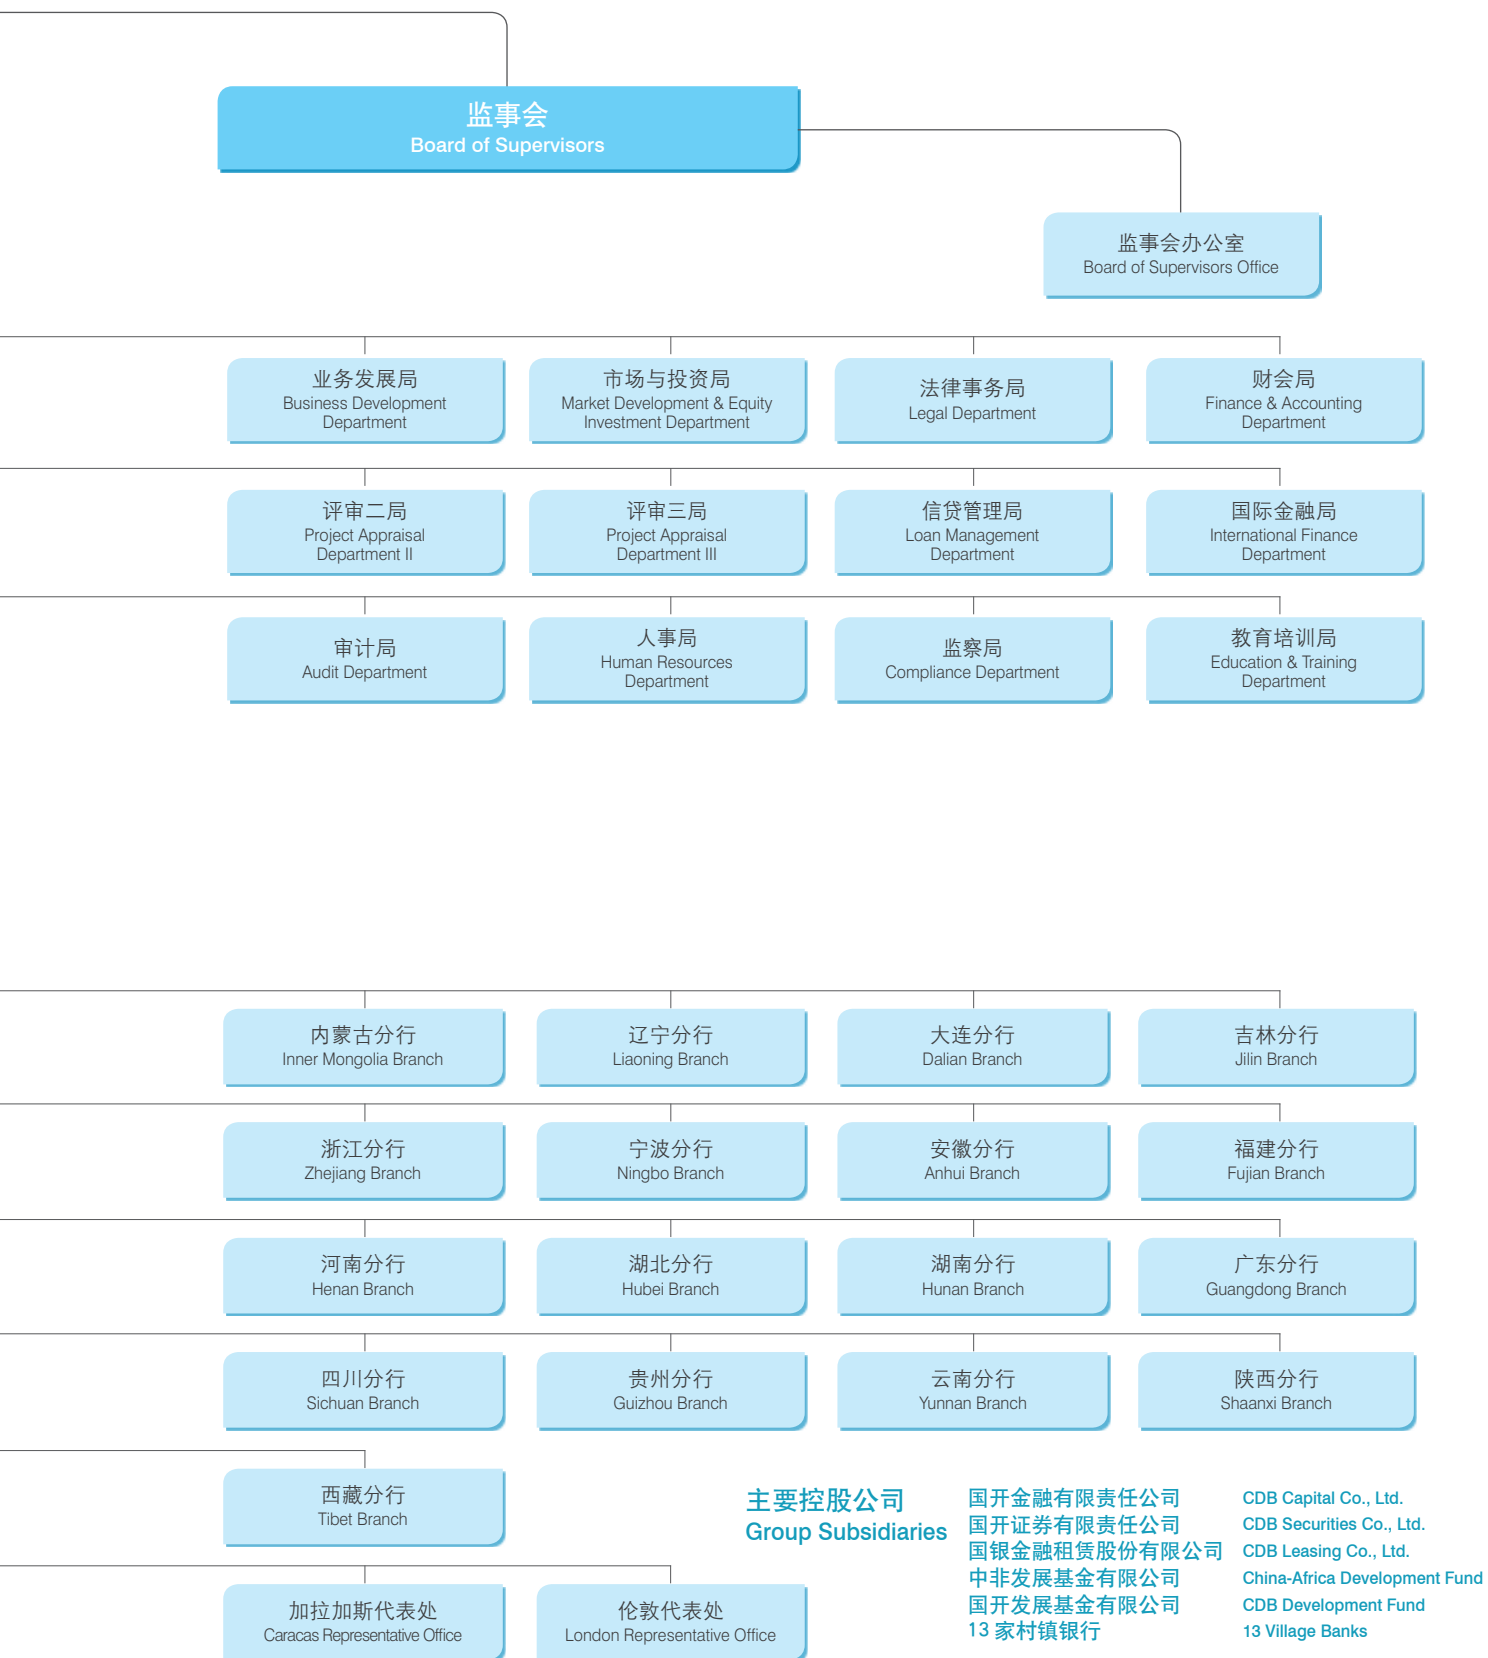 监事会
Board of Supervisors
监事会办公室
Board of Supervisors Office
业务发展局
Business Development
Department
市场与投资局
Market Development & Equity
Investment Department
法律事务局
Legal Department
财会局
Finance & Accounting
Department
评审二局
Project Appraisal
Department II
评审三局
Project Appraisal
Department III
信贷管理局
Loan Management
Department
国际金融局
International Finance
Department
审计局
Audit Department
人事局
Human Resources
Department
监察局
Compliance Department
教育培训局
Education & Training
Department
内蒙古分行
Inner Mongolia Branch
辽宁分行
Liaoning Branch
大连分行
Dalian Branch
吉林分行
Jilin Branch
浙江分行
Zhejiang Branch
宁波分行
Ningbo Branch
安徽分行
Anhui Branch
福建分行
Fujian Branch
河南分行
Henan Branch
湖北分行
Hubei Branch
湖南分行
Hunan Branch
广东分行
Guangdong Branch
四川分行
Sichuan Branch
贵州分行
Guizhou Branch
云南分行
Yunnan Branch
陕西分行
Shaanxi Branch
西藏分行
Tibet Branch
加拉加斯代表处
Caracas Representative Office
伦敦代表处
London Representative Office
主要控股公司
Group Subsidiaries
国开金融有限责任公司 CDB Capital Co., Ltd.
国开证券有限责任公司 CDB Securities Co., Ltd.
国银金融租赁股份有限公司 CDB Leasing Co., Ltd.
中非发展基金有限公司 China-Africa Development Fund
国开发展基金有限公司 CDB Development Fund
13 家村镇银行 13 Village Banks